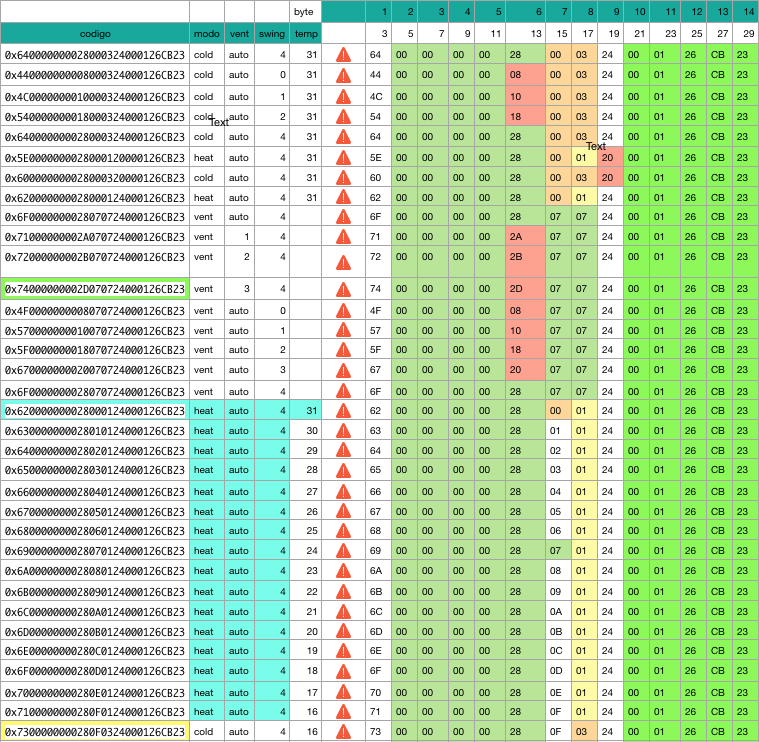 byte 1 2 3 4 5 6 7 8 9 10 11 12 13 14
codigo modo vent swing temp 3 5 7 9 11 13 15 17 19 21 23 25 27 29
0x640000000028000324000126CB23 cold auto 4 31 64 00 00 00 00 28 00 03 24 00 01 26 CB 23
0x440000000008000324000126CB23 cold auto 0 31 44 00 00 00 00 08 00 03 24 00 01 26 CB 23
0x4C0000000010000324000126CB23 cold auto 1 31 4C 00 00 00 00 10 00 03 24 00 01 26 CB 23
0x540000000018000324000126CB23 cold auto 2 31 54 00 00 00 00 18 00 03 24 00 01 26 CB 23
Text
0x640000000028000324000126CB23 cold auto 4 31 64 00 00 00 00 28 00 03 24 00 01 26 CB 23
Text
0x5E0000000028000120000126CB23 heat auto 4 31 5E 00 00 00 00 28 00 01 20 00 01 26 CB 23
0x600000000028000320000126CB23 cold auto 4 31 60 00 00 00 00 28 00 03 20 00 01 26 CB 23
0x620000000028000124000126CB23 heat auto 4 31 62 00 00 00 00 28 00 01 24 00 01 26 CB 23
0x6F0000000028070724000126CB23 vent auto 4 6F 00 00 00 00 28 07 07 24 00 01 26 CB 23
0x71000000002A070724000126CB23 vent 1 4 71 00 00 00 00 2A 07 07 24 00 01 26 CB 23
0x72000000002B070724000126CB23 vent 2 4 72 00 00 00 00 2B 07 07 24 00 01 26 CB 23
0x74000000002D070724000126CB23 vent 3 4 74 00 00 00 00 2D 07 07 24 00 01 26 CB 23
0x4F0000000008070724000126CB23 vent auto 0 4F 00 00 00 00 08 07 07 24 00 01 26 CB 23
0x570000000010070724000126CB23 vent auto 1 57 00 00 00 00 10 07 07 24 00 01 26 CB 23
0x5F0000000018070724000126CB23 vent auto 2 5F 00 00 00 00 18 07 07 24 00 01 26 CB 23
0x670000000020070724000126CB23 vent auto 3 67 00 00 00 00 20 07 07 24 00 01 26 CB 23
0x6F0000000028070724000126CB23 vent auto 4 6F 00 00 00 00 28 07 07 24 00 01 26 CB 23
0x620000000028000124000126CB23 heat auto 4 31 62 00 00 00 00 28 00 01 24 00 01 26 CB 23
0x630000000028010124000126CB23 heat auto 4 30 63 00 00 00 00 28 01 01 24 00 01 26 CB 23
0x640000000028020124000126CB23 heat auto 4 29 64 00 00 00 00 28 02 01 24 00 01 26 CB 23
0x650000000028030124000126CB23 heat auto 4 28 65 00 00 00 00 28 03 01 24 00 01 26 CB 23
0x660000000028040124000126CB23 heat auto 4 27 66 00 00 00 00 28 04 01 24 00 01 26 CB 23
0x670000000028050124000126CB23 heat auto 4 26 67 00 00 00 00 28 05 01 24 00 01 26 CB 23
0x680000000028060124000126CB23 heat auto 4 25 68 00 00 00 00 28 06 01 24 00 01 26 CB 23
0x690000000028070124000126CB23 heat auto 4 24 69 00 00 00 00 28 07 01 24 00 01 26 CB 23
0x6A0000000028080124000126CB23 heat auto 4 23 6A 00 00 00 00 28 08 01 24 00 01 26 CB 23
0x6B0000000028090124000126CB23 heat auto 4 22 6B 00 00 00 00 28 09 01 24 00 01 26 CB 23
0x6C00000000280A0124000126CB23 heat auto 4 21 6C 00 00 00 00 28 0A 01 24 00 01 26 CB 23
0x6D00000000280B0124000126CB23 heat auto 4 20 6D 00 00 00 00 28 0B 01 24 00 01 26 CB 23
0x6E00000000280C0124000126CB23 heat auto 4 19 6E 00 00 00 00 28 0C 01 24 00 01 26 CB 23
0x6F00000000280D0124000126CB23 heat auto 4 18 6F 00 00 00 00 28 0D 01 24 00 01 26 CB 23
0x7000000000280E0124000126CB23 heat auto 4 17 70 00 00 00 00 28 0E 01 24 00 01 26 CB 23
0x7100000000280F0124000126CB23 heat auto 4 16 71 00 00 00 00 28 0F 01 24 00 01 26 CB 23
0x7300000000280F0324000126CB23 cold auto 4 16 73 00 00 00 00 28 0F 03 24 00 01 26 CB 23